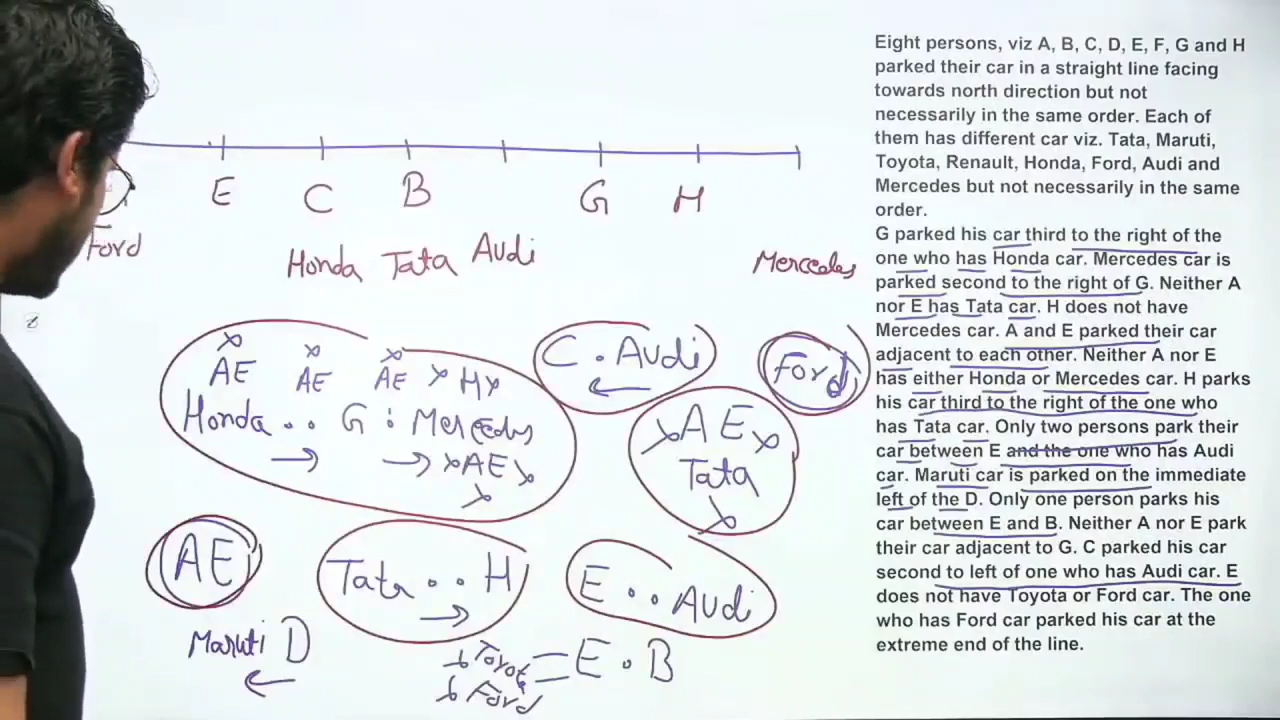 Eight persons, viz A, B, C, D, E, F, G and H
parked their car in a straight line facing
towards north direction but not
necessarily in the same order. Each of
them has different car viz. Tata, Maruti,
Toyota, Renault, Honda, Ford, Audi and
Mercedes but not necessarily in the same
order.
G parked his car third to the right of the
one who has Honda car. Mercedes car is
parked second to the right of G. Neither A
nor E has Tata car. H does not have
Mercedes car. A and E parked their car
adjacent to each other. Neither A nor E
has either Honda or Mercedes car. H parks
his car third to the right of the one who
has Tata car. Only two persons park their
car between E and the one who has Audi
car. Maruti car is parked on the immediate
left of the D. Only one person parks his
car between E and B. Neither A nor E park
their car adjacent to G. C parked his car
second to left of one who has Audi car. E
does not have Toyota or Ford car. The one
who has Ford car parked his car at the
extreme end of the line.
E C B G H
Ford Honda Tata Audi Mercedes
AE AE AE H
Honda .. G . Mercedes
AE
C . Audi
Ford
A E
Tata
AE
Tata .. H
E .. Audi
Maruti D
E . B
Toyota
Ford